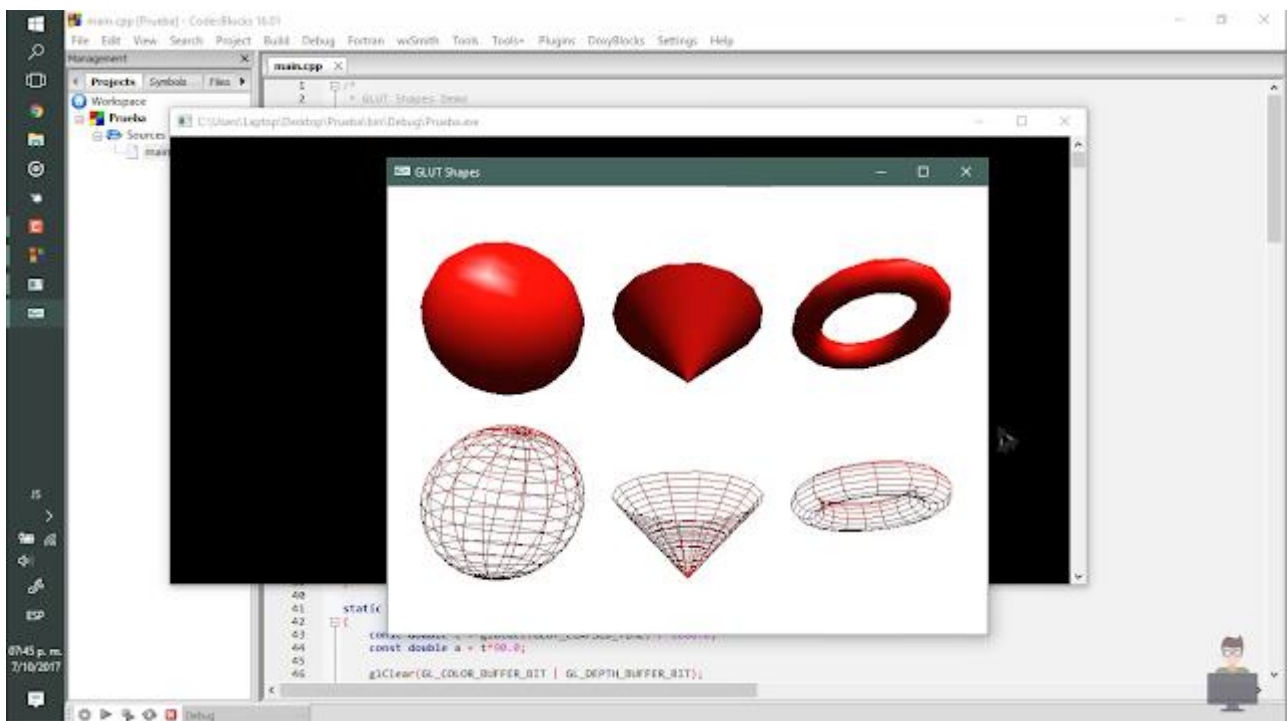 main.cpp [Prueba] - Code::Blocks 16.01
File Edit View Search Project Build Debug Fortran wxSmith Tools Tools+ Plugins DoxyBlocks Settings Help
Management
main.cpp
Projects Symbols Files
1 /*
2 * GLUT Shapes Demo
Workspace
Prueba
Sources
main
C:\Users\Laptop\Desktop\Prueba\bin\Debug\Prueba.exe
GLUT Shapes
40
41 static
42 {
43
44 const double a = t*90.0;
45
46 glClear(GL_COLOR_BUFFER_BIT | GL_DEPTH_BUFFER_BIT);
ESP
07:45 p. m.
7/10/2017
Debug